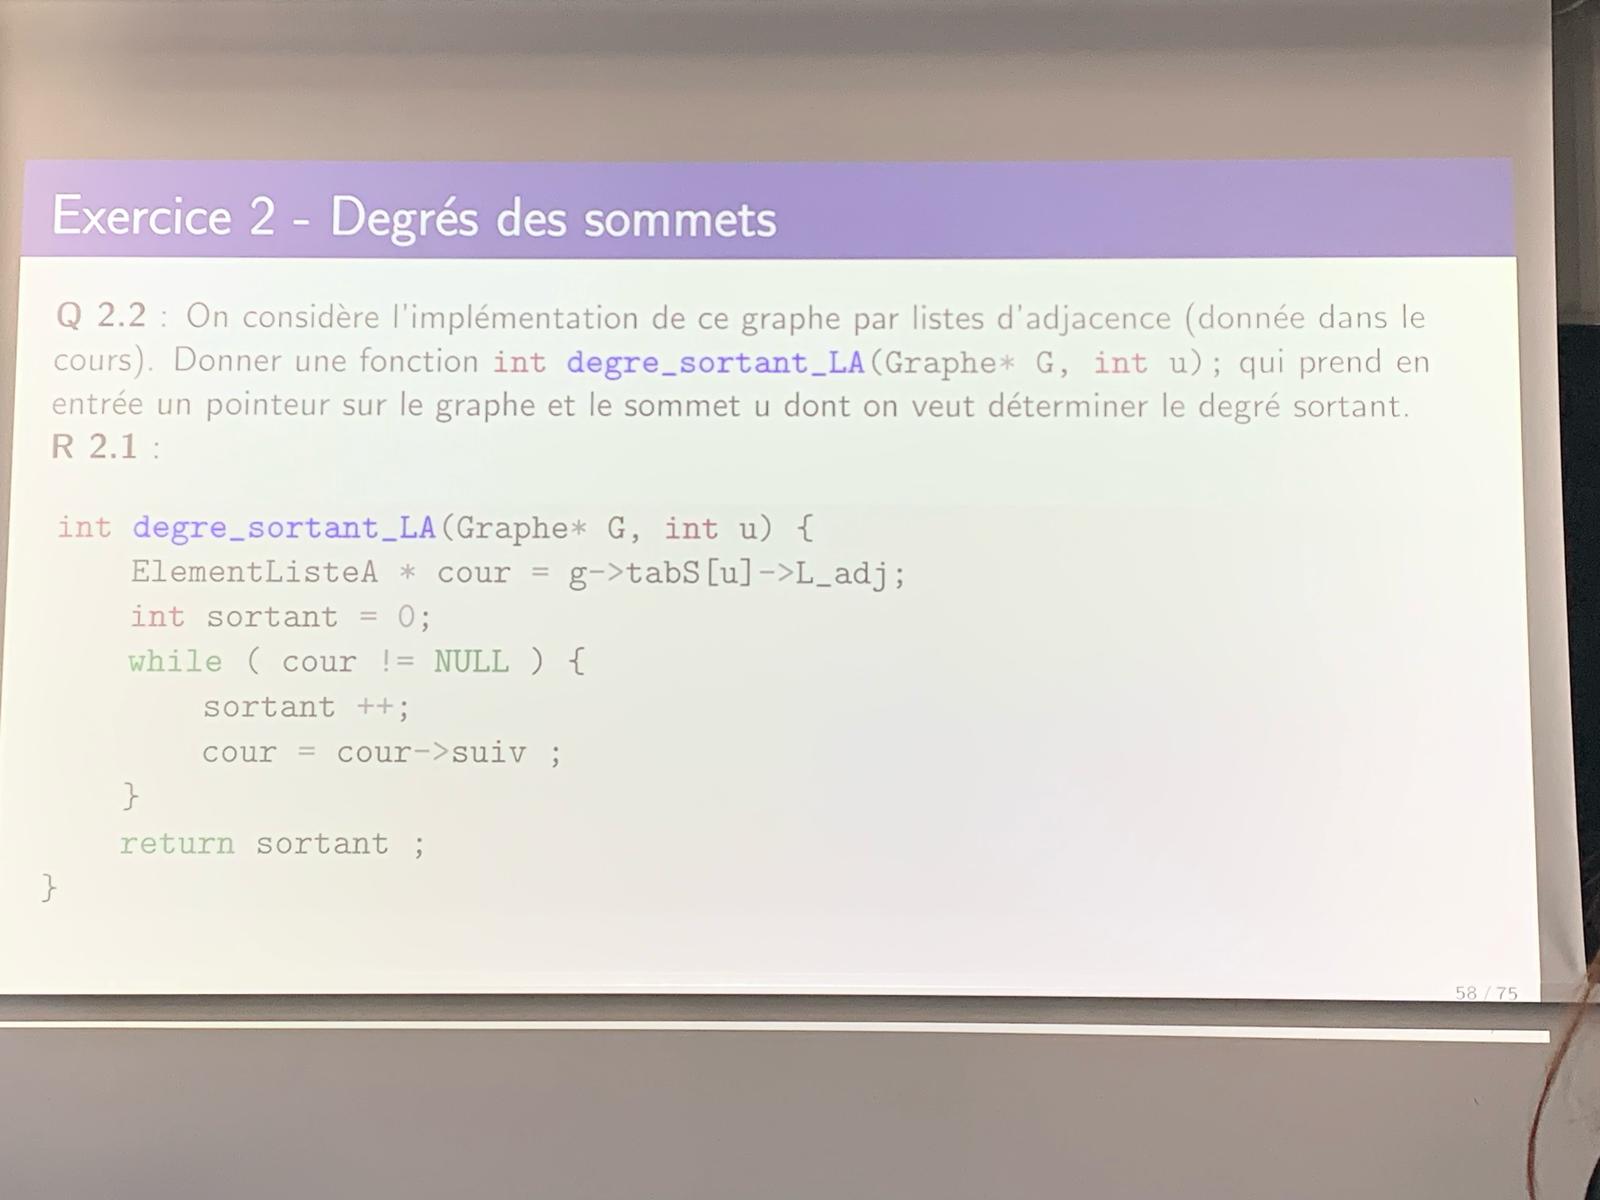 Exercice 2 - Degrés des sommets
Q 2.2 : On considère l'implémentation de ce graphe par listes d'adjacence (donnée dans le
cours). Donner une fonction int degre_sortant_LA(Graphe* G, int u); qui prend en
entrée un pointeur sur le graphe et le sommet u dont on veut déterminer le degré sortant.
R 2.1 :
int degre_sortant_LA(Graphe* G, int u) {
ElementListeA * cour = g->tabS[u]->L_adj;
int sortant = 0;
while ( cour != NULL ) {
sortant ++;
cour = cour->suiv ;
}
return sortant ;
}
58 / 75